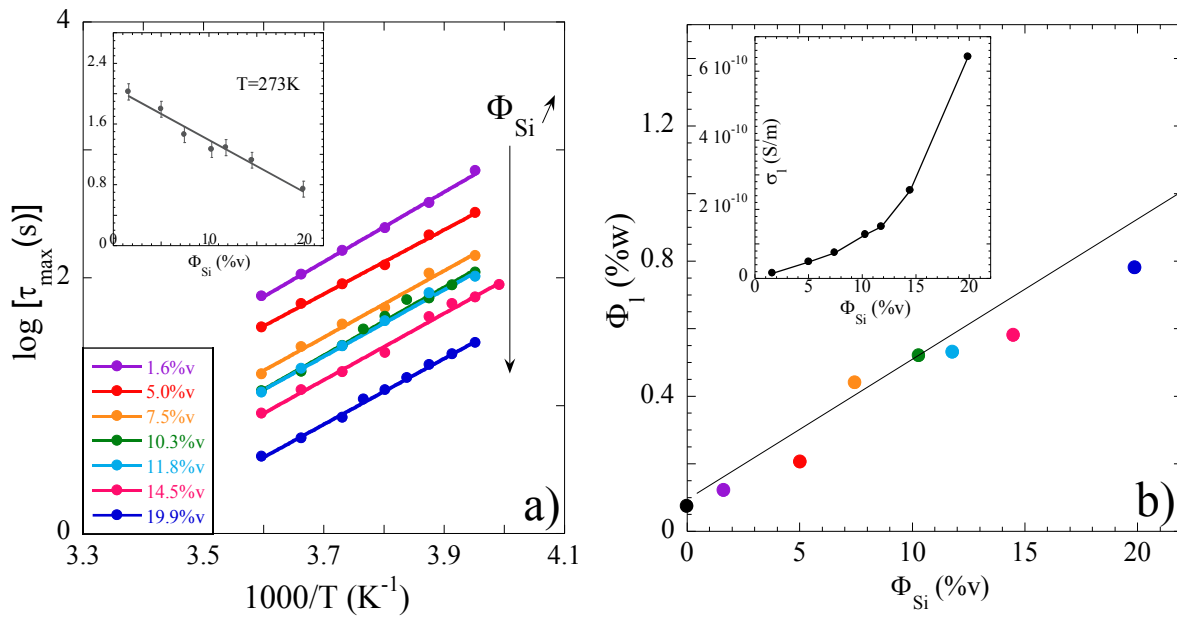 4
2
0
log [τmax(s)]
3.3
3.5
3.7
3.9
4.1
1000/T (K-1)
2.4
1.6
0.8
0
0
10
20
ΦSi (%v)
T=273K
ΦSi
1.6%v
5.0%v
7.5%v
10.3%v
11.8%v
14.5%v
19.9%v
a)
1.2
0.8
0.4
0
Φl (%w)
0
5
10
15
20
ΦSi (%v)
6 10-10
4 10-10
2 10-10
0
σl (S/m)
0
5
10
15
20
ΦSi (%v)
b)